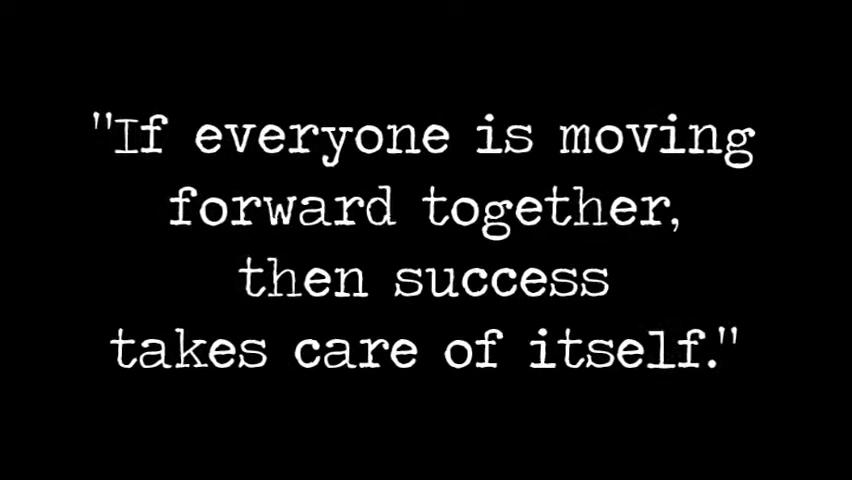 "If everyone is moving
forward together,
then success
takes care of itself."